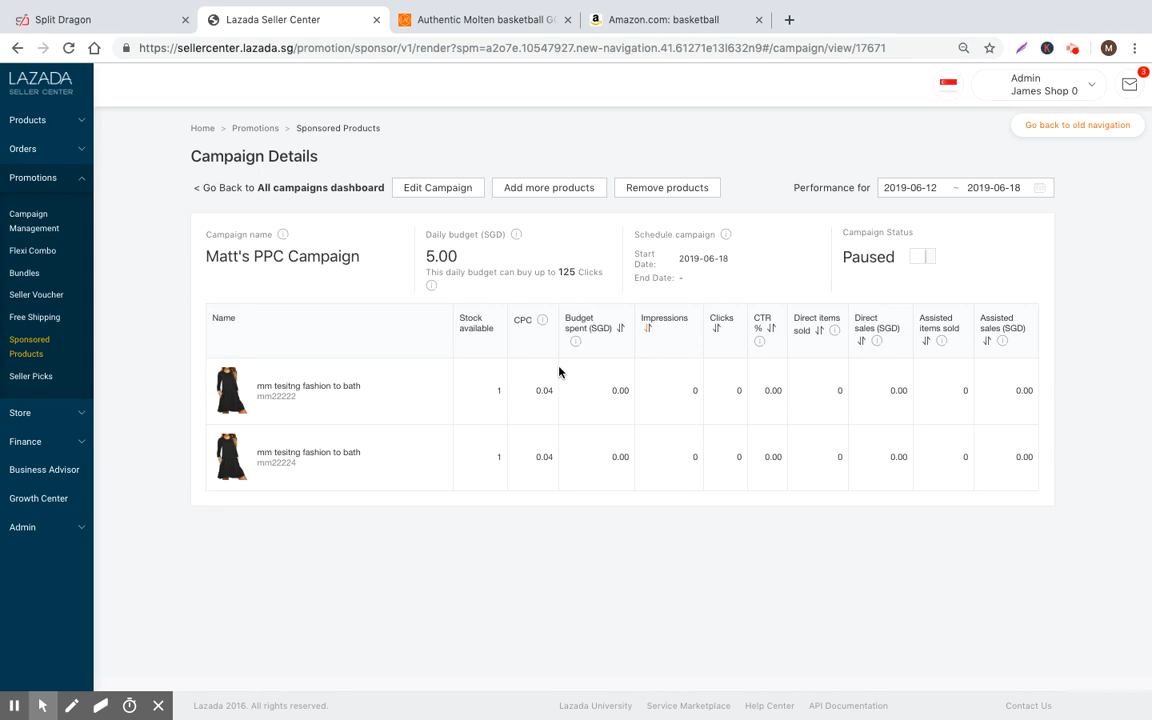 Split Dragon
Lazada Seller Center
Authentic Molten basketball G
Amazon.com: basketball
https://sellercenter.lazada.sg/promotion/sponsor/v1/render?spm=a2o7e.10547927.new-navigation.41.61271e13l632n9#/campaign/view/17671
K
M
LAZADA
SELLER CENTER
Products
Orders
Promotions
Campaign
Management
Flexi Combo
Bundles
Seller Voucher
Free Shipping
Sponsored
Products
Seller Picks
Store
Finance
Business Advisor
Growth Center
Admin
Admin
James Shop 0
3
Home > Promotions > Sponsored Products
Go back to old navigation
Campaign Details
< Go Back to All campaigns dashboard
Edit Campaign
Add more products
Remove products
Performance for
2019-06-12 ~ 2019-06-18
Campaign name
Matt's PPC Campaign
Daily budget (SGD)
5.00
This daily budget can buy up to 125 Clicks
Schedule campaign
Start
Date:
2019-06-18
End Date: -
Campaign Status
Paused
Name
Stock
available
CPC
Budget
spent (SGD)
Impressions
Clicks
CTR
%
Direct items
sold
Direct
sales (SGD)
Assisted
items sold
Assisted
sales (SGD)
mm tesitng fashion to bath
mm22222
1 0.04 0.00 0 0 0.00 0 0.00 0 0.00
mm tesitng fashion to bath
mm22224
1 0.04 0.00 0 0 0.00 0 0.00 0 0.00
Lazada 2016. All rights reserved.
Lazada University
Service Marketplace
Help Center
API Documentation
Contact Us